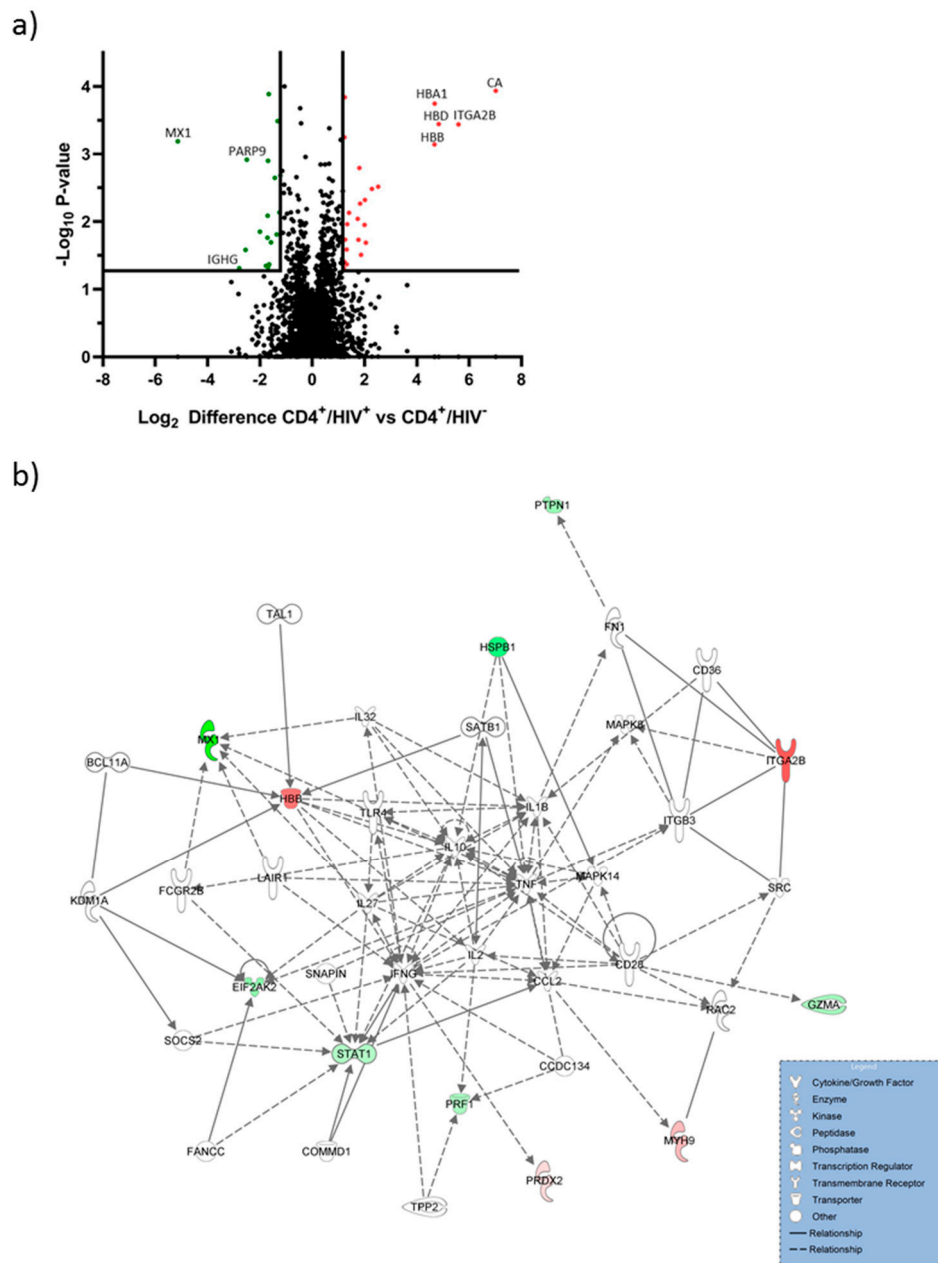 a)
4
3
2
1
0
-Log10 P-value
MX1
PARP9
IGHG
HBA1
CA
HBD
ITGA2B
HBB
-8 -6 -4 -2 0 2 4 6 8
Log2 Difference CD4+/HIV+ vs CD4+/HIV-
b)
PTPN1
TAL1
FN1
HSPB1
CD36
IL32
SATB1
MAPK8
MX1
BCL11A
ITGA2B
HBB
TLR4
IL1B
ITGB3
IL10
LAIR1
TNF
MAPK14
FCGR2B
SRC
KDM1A
IL27
IL2
CD28
SNAPIN
IFNG
CCL2
EIF2AK2
RAC2
GZMA
SOCS2
STAT1
CCDC134
PRF1
FANCC
COMMD1
MYH9
PRDX2
TPP2
Legend
Cytokine/Growth Factor
Enzyme
Kinase
Peptidase
Phosphatase
Transcription Regulator
Transmembrane Receptor
Transporter
Other
Relationship
Relationship